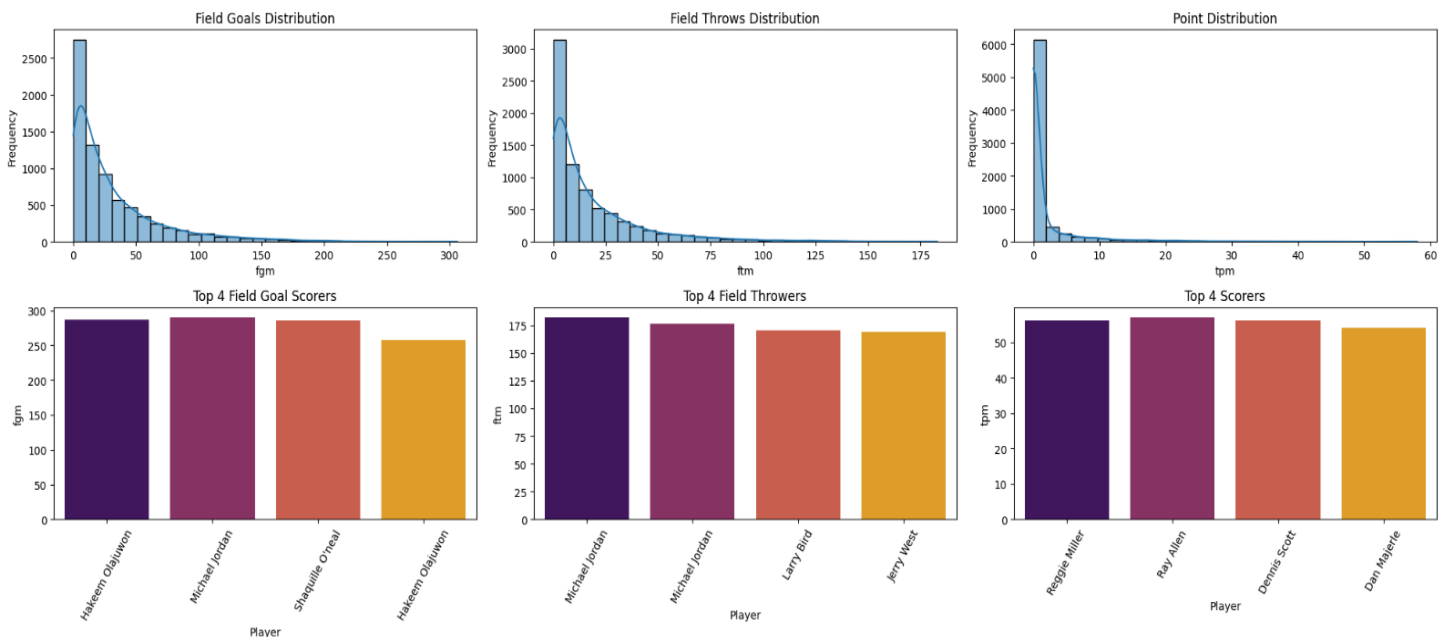 Field Goals Distribution
Frequency
2500
2000
1500
1000
500
0
0 50 100 150 200 250 300
fgm
Field Throws Distribution
Frequency
3000
2500
2000
1500
1000
500
0
0 25 50 75 100 125 150 175
ftm
Point Distribution
Frequency
6000
5000
4000
3000
2000
1000
0
0 10 20 30 40 50 60
tpm
Top 4 Field Goal Scorers
fgm
300
250
200
150
100
50
0
Hakeem Olajuwon
Michael Jordan
Shaquille O'neal
Hakeem Olajuwon
Player
Top 4 Field Throwers
ftm
175
150
125
100
75
50
25
0
Michael Jordan
Michael Jordan
Larry Bird
Jerry West
Player
Top 4 Scorers
tpm
50
40
30
20
10
0
Reggie Miller
Ray Allen
Dennis Scott
Dan Majerle
Player